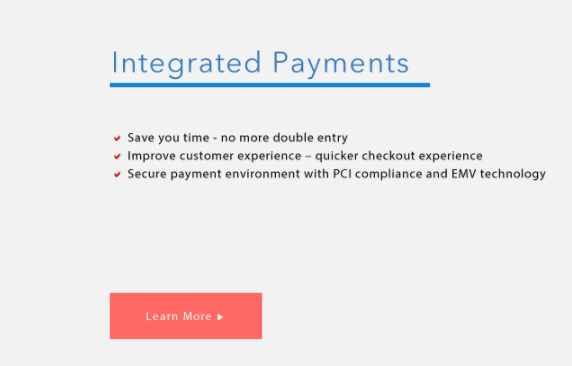 Integrated Payments
Save you time - no more double entry
Improve customer experience – quicker checkout experience
Secure payment environment with PCI compliance and EMV technology
Learn More ▸